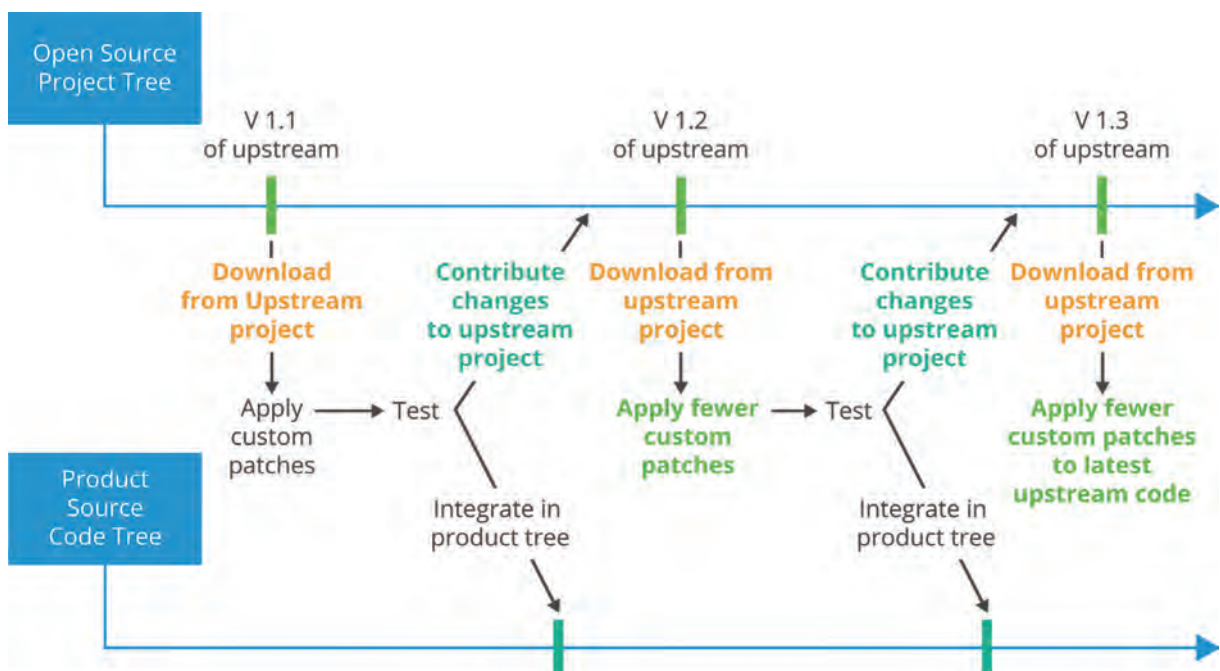 Open Source
Project Tree
V 1.1
of upstream
V 1.2
of upstream
V 1.3
of upstream
Download
from Upstream
project
Contribute
changes
to upstream
project
Download from
upstream
project
Contribute
changes
to upstream
project
Download from
upstream
project
Apply
custom
patches
Test
Apply fewer
custom
patches
Test
Apply fewer
custom patches
to latest
upstream code
Product
Source
Code Tree
Integrate in
product tree
Integrate in
product tree